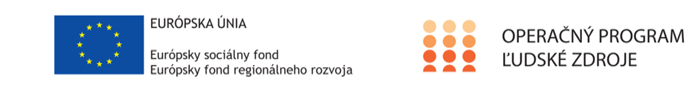 EURÓPSKA ÚNIA
Európsky sociálny fond
Európsky fond regionálneho rozvoja
OPERAČNÝ PROGRAM
ĽUDSKÉ ZDROJE